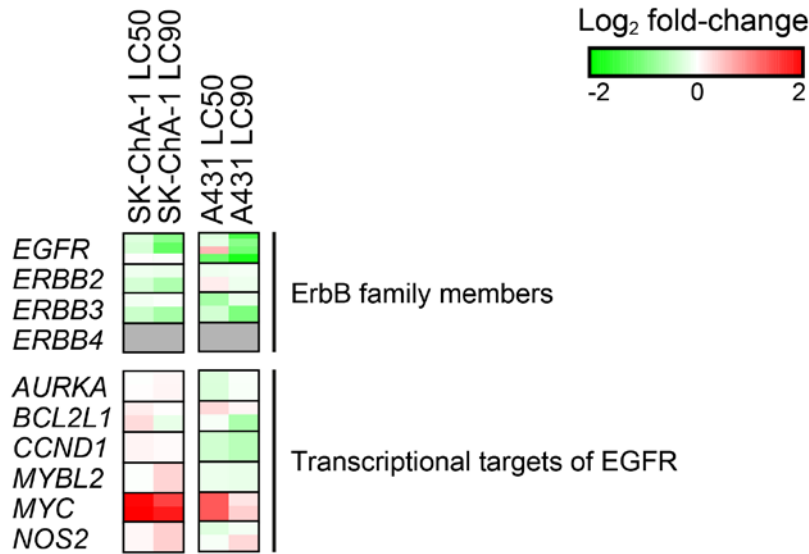 Log₂ fold-change
-2 0 2
SK-ChA-1 LC50
SK-ChA-1 LC90
A431 LC50
A431 LC90
EGFR
ERBB2
ERBB3
ERBB4
ErbB family members
AURKA
BCL2L1
CCND1
MYBL2
MYC
NOS2
Transcriptional targets of EGFR